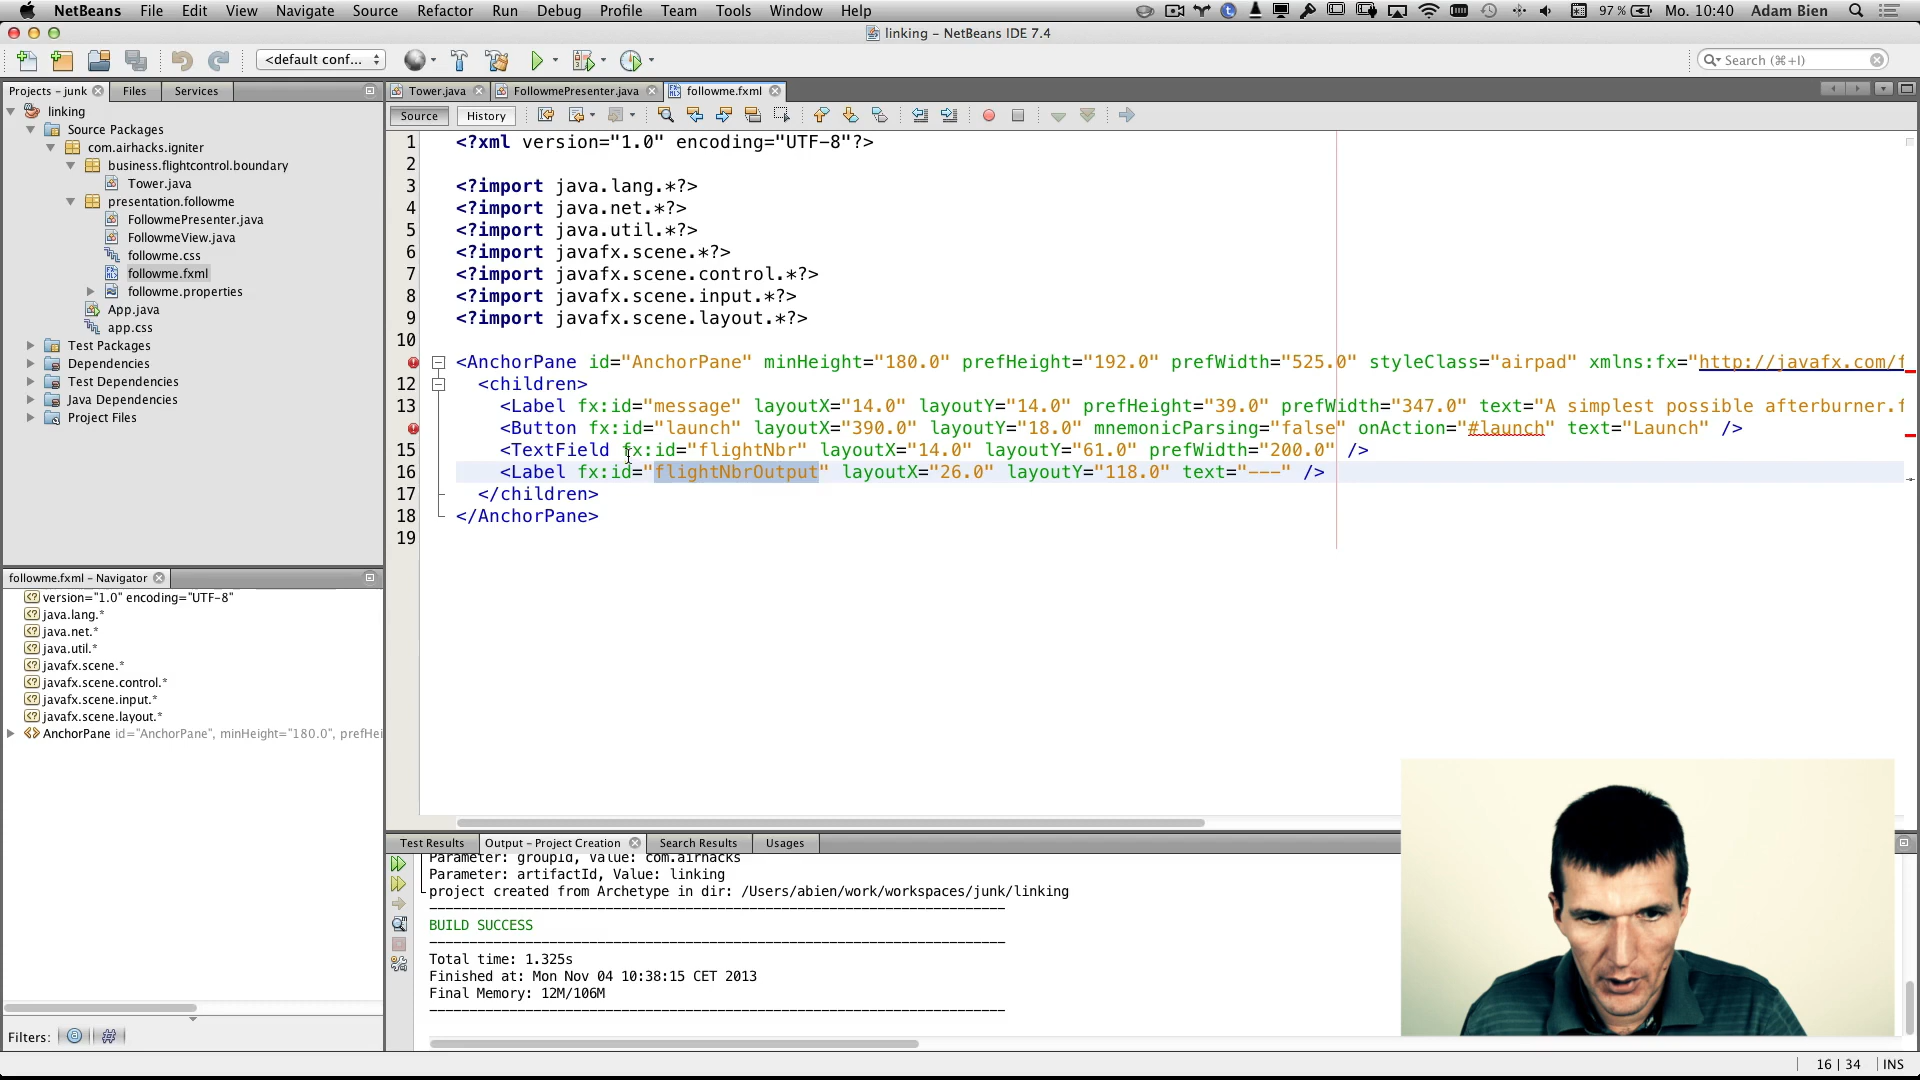 NetBeans File Edit View Navigate Source Refactor Run Debug Profile Team Tools Window Help 97% Mo. 10:40 Adam Bien
linking – NetBeans IDE 7.4
<default conf... Search (⌘+I)
Projects – junk Files Services
linking
Source Packages
com.airhacks.igniter
business.flightcontrol.boundary
Tower.java
presentation.followme
FollowmePresenter.java
FollowmeView.java
followme.css
followme.fxml
followme.properties
App.java
app.css
Test Packages
Dependencies
Test Dependencies
Java Dependencies
Project Files
followme.fxml – Navigator
version="1.0" encoding="UTF-8"
java.lang.*
java.net.*
java.util.*
javafx.scene.*
javafx.scene.control.*
javafx.scene.input.*
javafx.scene.layout.*
AnchorPane id="AnchorPane", minHeight="180.0", prefHei
Filters:
Tower.java FollowmePresenter.java followme.fxml
Source History
1 <?xml version="1.0" encoding="UTF-8"?>
2
3 <?import java.lang.*?>
4 <?import java.net.*?>
5 <?import java.util.*?>
6 <?import javafx.scene.*?>
7 <?import javafx.scene.control.*?>
8 <?import javafx.scene.input.*?>
9 <?import javafx.scene.layout.*?>
10
<AnchorPane id="AnchorPane" minHeight="180.0" prefHeight="192.0" prefWidth="525.0" styleClass="airpad" xmlns:fx="http://javafx.com/f
12 <children>
13 <Label fx:id="message" layoutX="14.0" layoutY="14.0" prefHeight="39.0" prefWidth="347.0" text="A simplest possible afterburner.f
<Button fx:id="launch" layoutX="390.0" layoutY="18.0" mnemonicParsing="false" onAction="#launch" text="Launch" />
15 <TextField fx:id="flightNbr" layoutX="14.0" layoutY="61.0" prefWidth="200.0" />
16 <Label fx:id="flightNbrOutput" layoutX="26.0" layoutY="118.0" text="---" />
17 </children>
18 </AnchorPane>
19
Test Results Output – Project Creation Search Results Usages
Parameter: groupId, Value: com.airhacks
Parameter: artifactId, Value: linking
project created from Archetype in dir: /Users/abien/work/workspaces/junk/linking
------------------------------------------------------------------------
BUILD SUCCESS
------------------------------------------------------------------------
Total time: 1.325s
Finished at: Mon Nov 04 10:38:15 CET 2013
Final Memory: 12M/106M
------------------------------------------------------------------------
16 | 34 INS